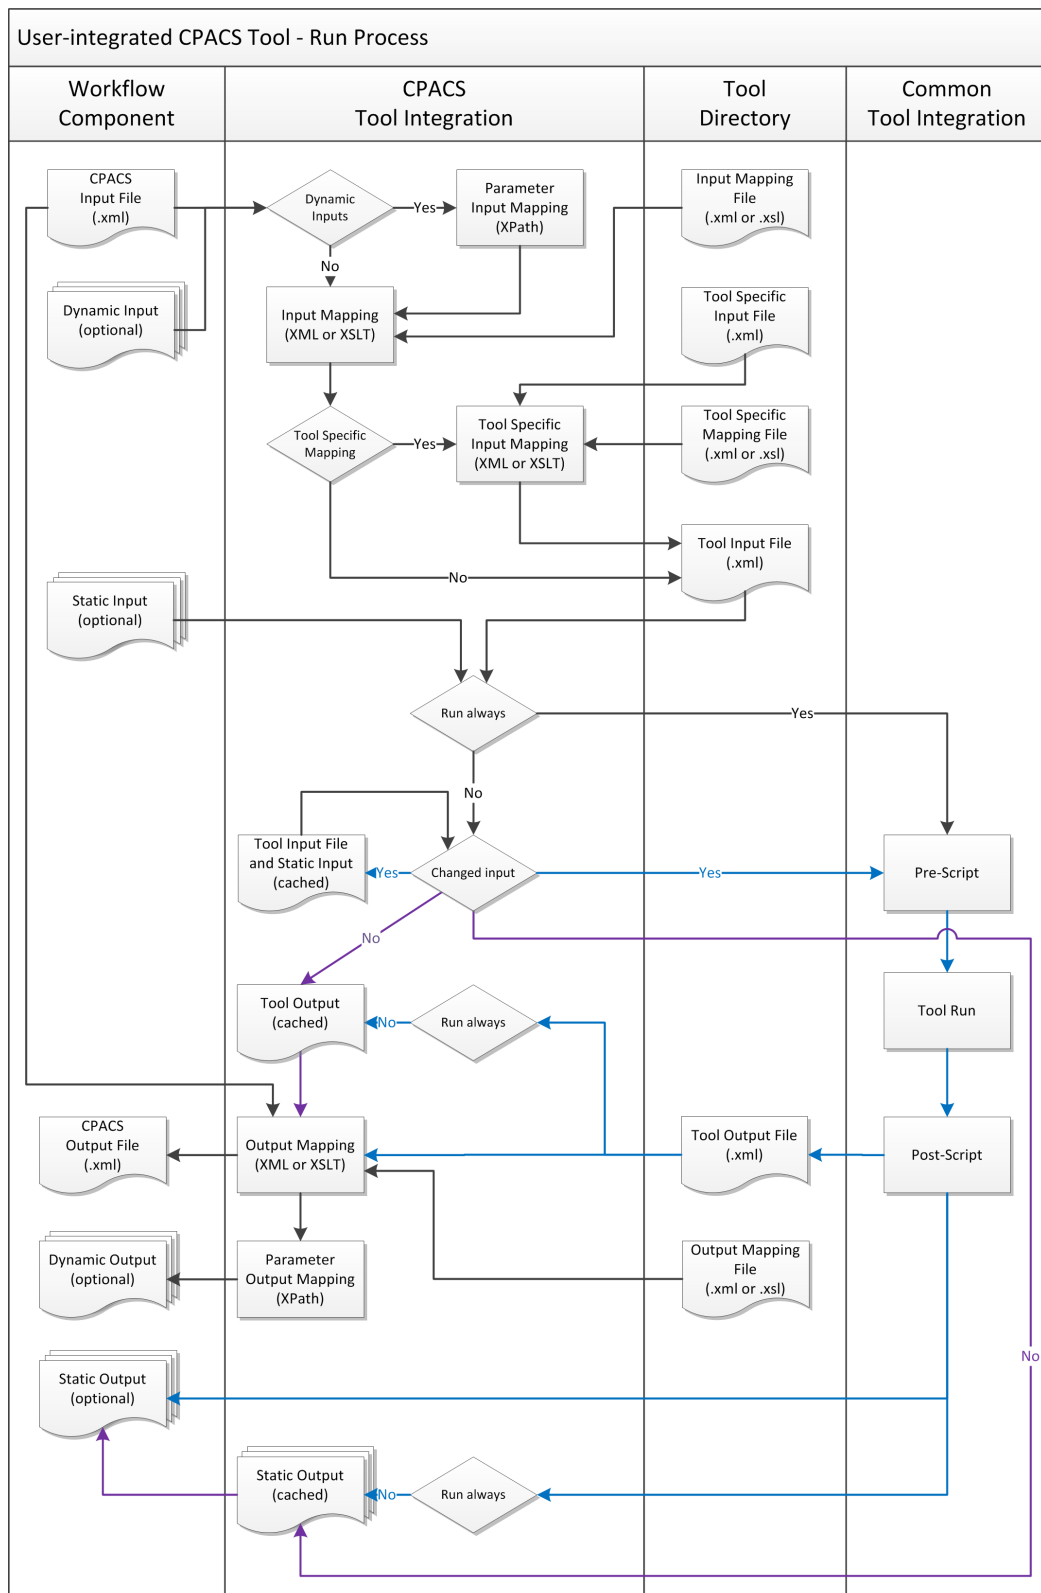 User-integrated CPACS Tool - Run Process
Workflow
Component
CPACS
Tool Integration
Tool
Directory
Common
Tool Integration
CPACS
Input File
(.xml)
Dynamic
Inputs
Yes
Parameter
Input Mapping
(XPath)
Input Mapping
File
(.xml or .xsl)
No
Dynamic Input
(optional)
Input Mapping
(XML or XSLT)
Tool Specific
Input File
(.xml)
Tool Specific
Mapping
Yes
Tool Specific
Input Mapping
(XML or XSLT)
Tool Specific
Mapping File
(.xml or .xsl)
Tool Input File
(.xml)
No
Static Input
(optional)
Run always
Yes
No
Tool Input File
and Static Input
(cached)
Yes
Changed input
Yes
Pre-Script
No
Tool Output
(cached)
No
Run always
Tool Run
CPACS
Output File
(.xml)
Output Mapping
(XML or XSLT)
Tool Output File
(.xml)
Post-Script
Dynamic Output
(optional)
Parameter
Output Mapping
(XPath)
Output Mapping
File
(.xml or .xsl)
No
Static Output
(optional)
Static Output
(cached)
No
Run always